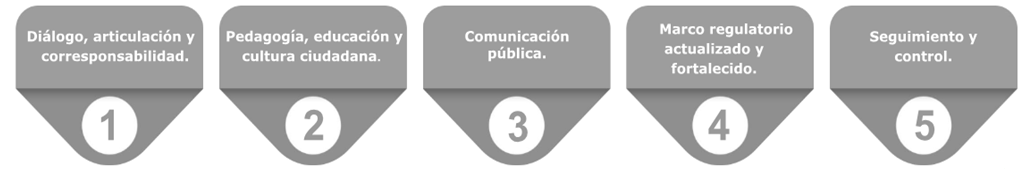 Diálogo, articulación y
corresponsabilidad.
1
Pedagogía, educación y
cultura ciudadana.
2
Comunicación
pública.
3
Marco regulatorio
actualizado y
fortalecido.
4
Seguimiento y
control.
5